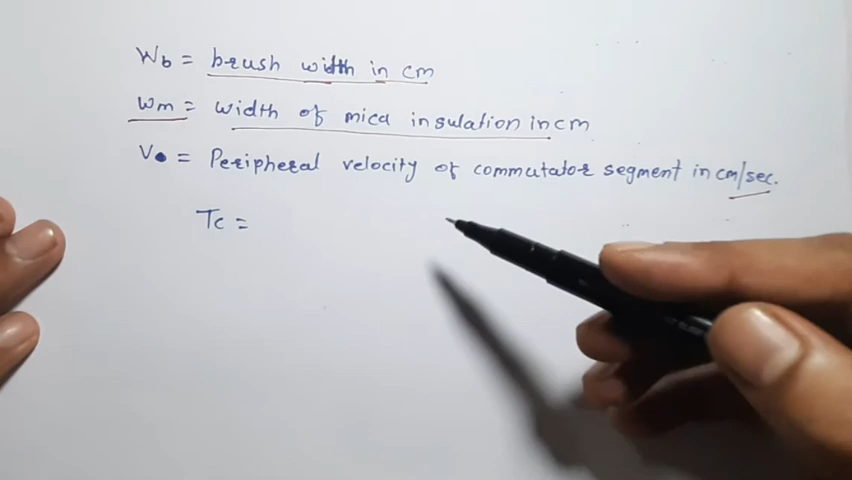 Wb = brush width in cm
Wm = width of mica insulation in cm
V = Peripheral velocity of commutator segment in cm/sec.
Tc =